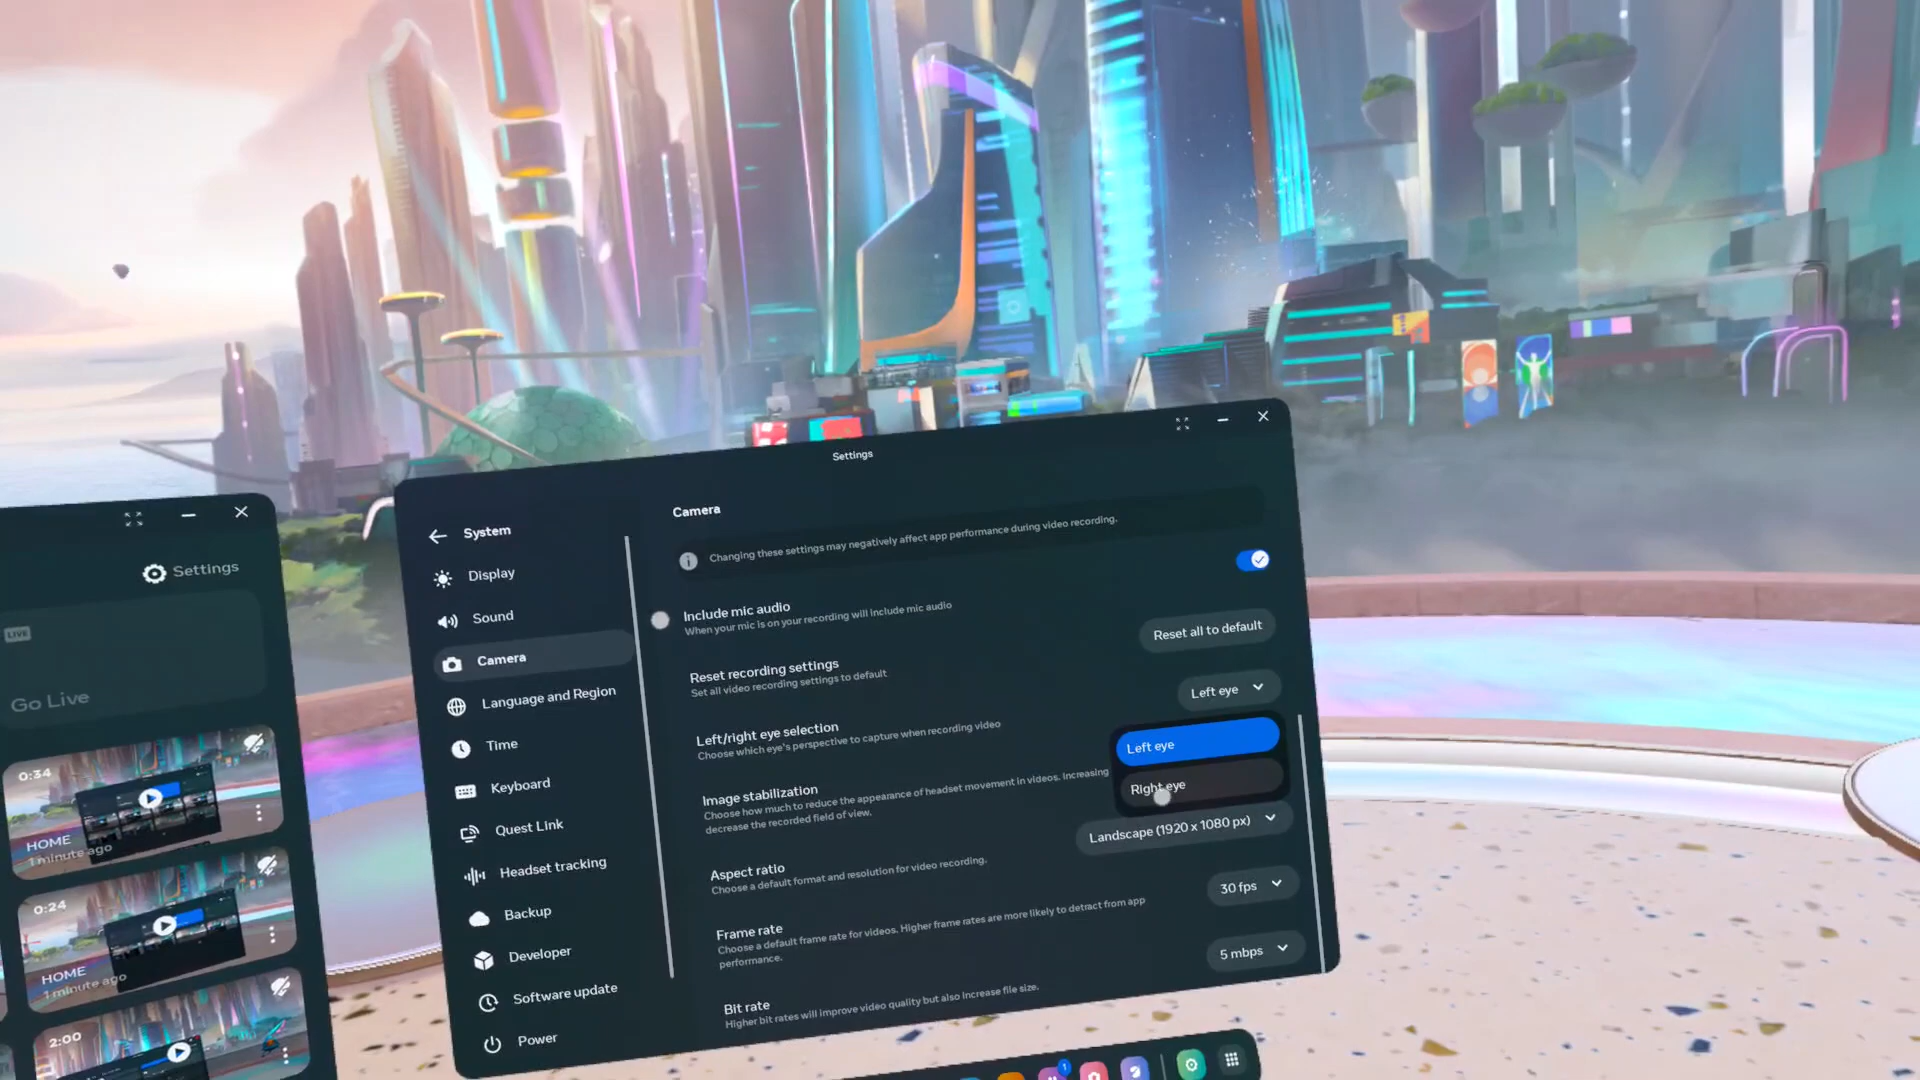 Settings
LIVE
Go Live
0:34
HOME
1 minute ago
0:24
HOME
1 minute ago
2:00
Settings
System
Display
Sound
Camera
Language and Region
Time
Keyboard
Quest Link
Headset tracking
Backup
Developer
Software update
Power
Camera
Changing these settings may negatively affect app performance during video recording.
Include mic audio
When your mic is on your recording will include mic audio
Reset recording settings
Set all video recording settings to default
Reset all to default
Left/right eye selection
Choose which eye's perspective to capture when recording video
Left eye
Left eye
Right eye
Image stabilization
Choose how much to reduce the appearance of headset movement in videos. Increasing
decrease the recorded field of view.
Aspect ratio
Choose a default format and resolution for video recording.
Landscape (1920 x 1080 px)
Frame rate
Choose a default frame rate for videos. Higher frame rates are more likely to detract from app
performance.
30 fps
Bit rate
Higher bit rates will improve video quality but also increase file size.
5 mbps
1